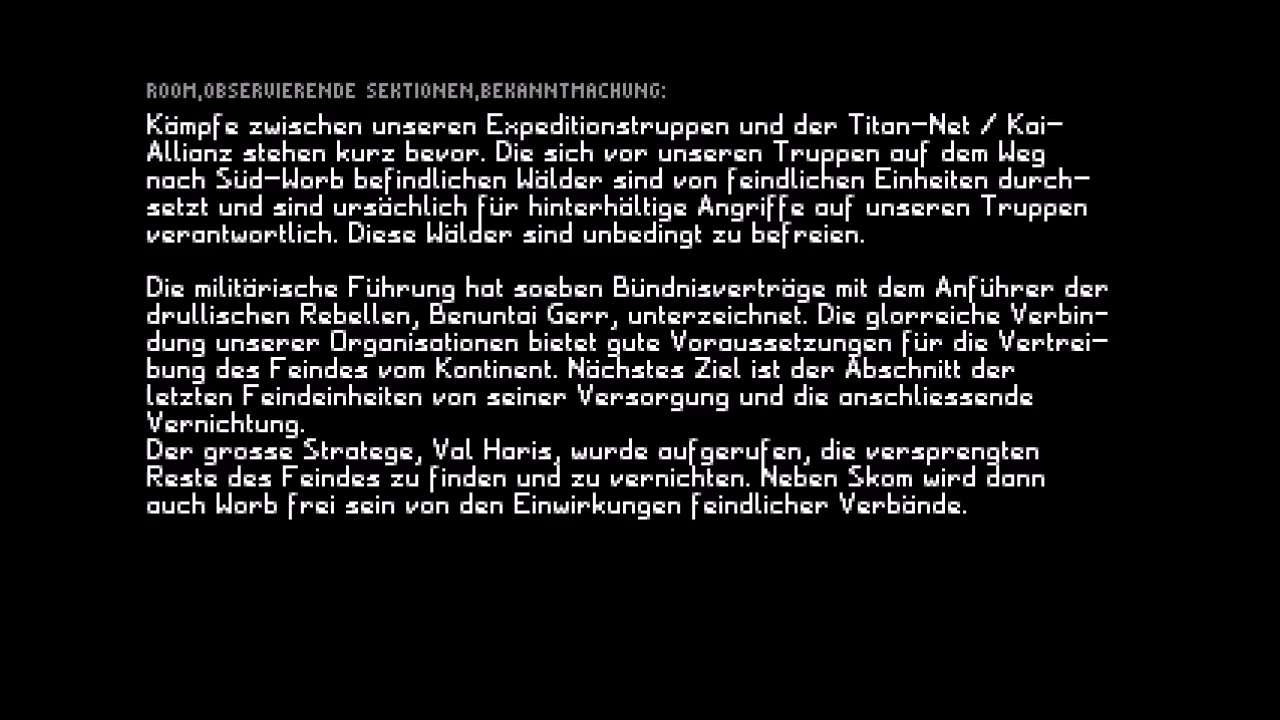 ROOM,OBSERVIERENDE SEKTIONEN,BEKANNTMACHUNG:
Kämpfe zwischen unseren Expeditionstruppen und der Titan-Net / Kai-
Allianz stehen kurz bevor. Die sich vor unseren Truppen auf dem Weg
nach Süd-Worb befindlichen Wälder sind von feindlichen Einheiten durch-
setzt und sind ursächlich für hinterhältige Angriffe auf unseren Truppen
verantwortlich. Diese Wälder sind unbedingt zu befreien.
Die militärische Führung hat soeben Bündnisverträge mit dem Anführer der
drullischen Rebellen, Benuntai Gerr, unterzeichnet. Die glorreiche Verbin-
dung unserer Organisationen bietet gute Voraussetzungen für die Vertrei-
bung des Feindes vom Kontinent. Nächstes Ziel ist der Abschnitt der
letzten Feindeinheiten von seiner Versorgung und die anschliessende
Vernichtung.
Der grosse Stratege, Val Haris, wurde aufgerufen, die versprengten
Reste des Feindes zu finden und zu vernichten. Neben Skom wird dann
auch Worb frei sein von den Einwirkungen feindlicher Verbände.